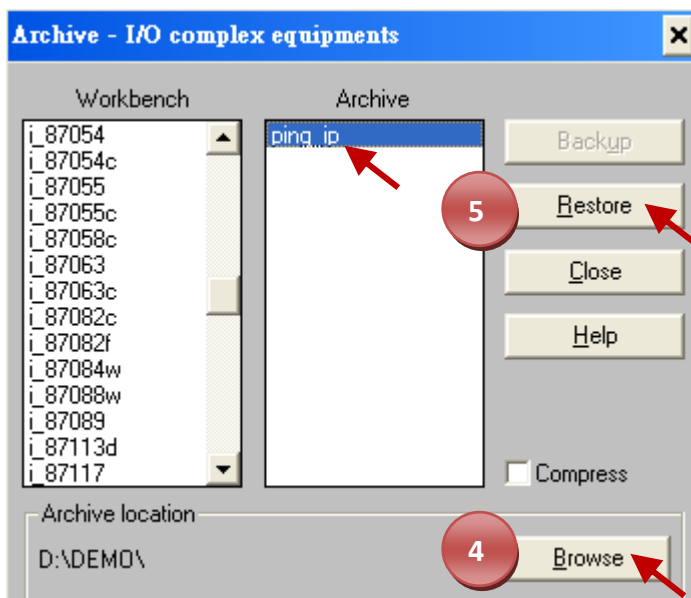 Archive - I/O complex equipments
Workbench
Archive
i_87054
i_87054c
i_87055
i_87055c
i_87058c
i_87063
i_87063c
i_87082c
i_87082f
i_87084w
i_87088w
i_87089
i_87113d
i_87117
ping_ip
Backup
5
Restore
Close
Help
Compress
Archive location
D:\DEMO\
4
Browse